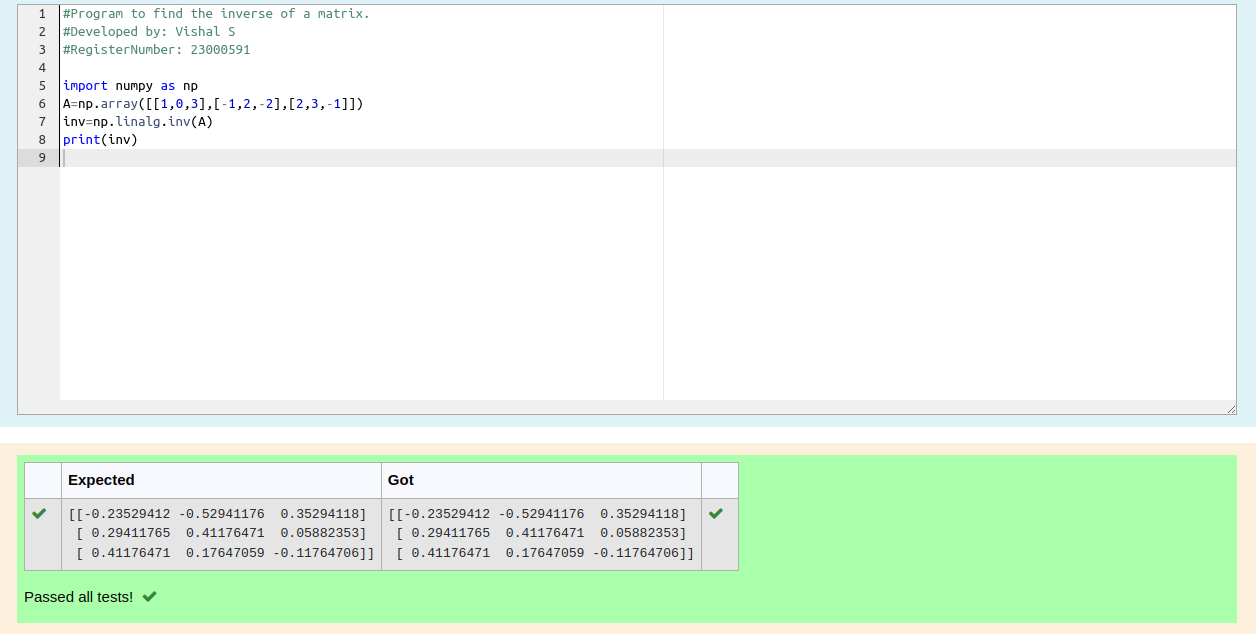 1 #Program to find the inverse of a matrix.
2 #Developed by: Vishal S
3 #RegisterNumber: 23000591
4
5 import numpy as np
6 A=np.array([[1,0,3],[-1,2,-2],[2,3,-1]])
7 inv=np.linalg.inv(A)
8 print(inv)
9
Expected Got
[[-0.23529412 -0.52941176  0.35294118] [[-0.23529412 -0.52941176  0.35294118]
[ 0.29411765  0.41176471  0.05882353] [ 0.29411765  0.41176471  0.05882353]
[ 0.41176471  0.17647059 -0.11764706]] [ 0.41176471  0.17647059 -0.11764706]]
Passed all tests!